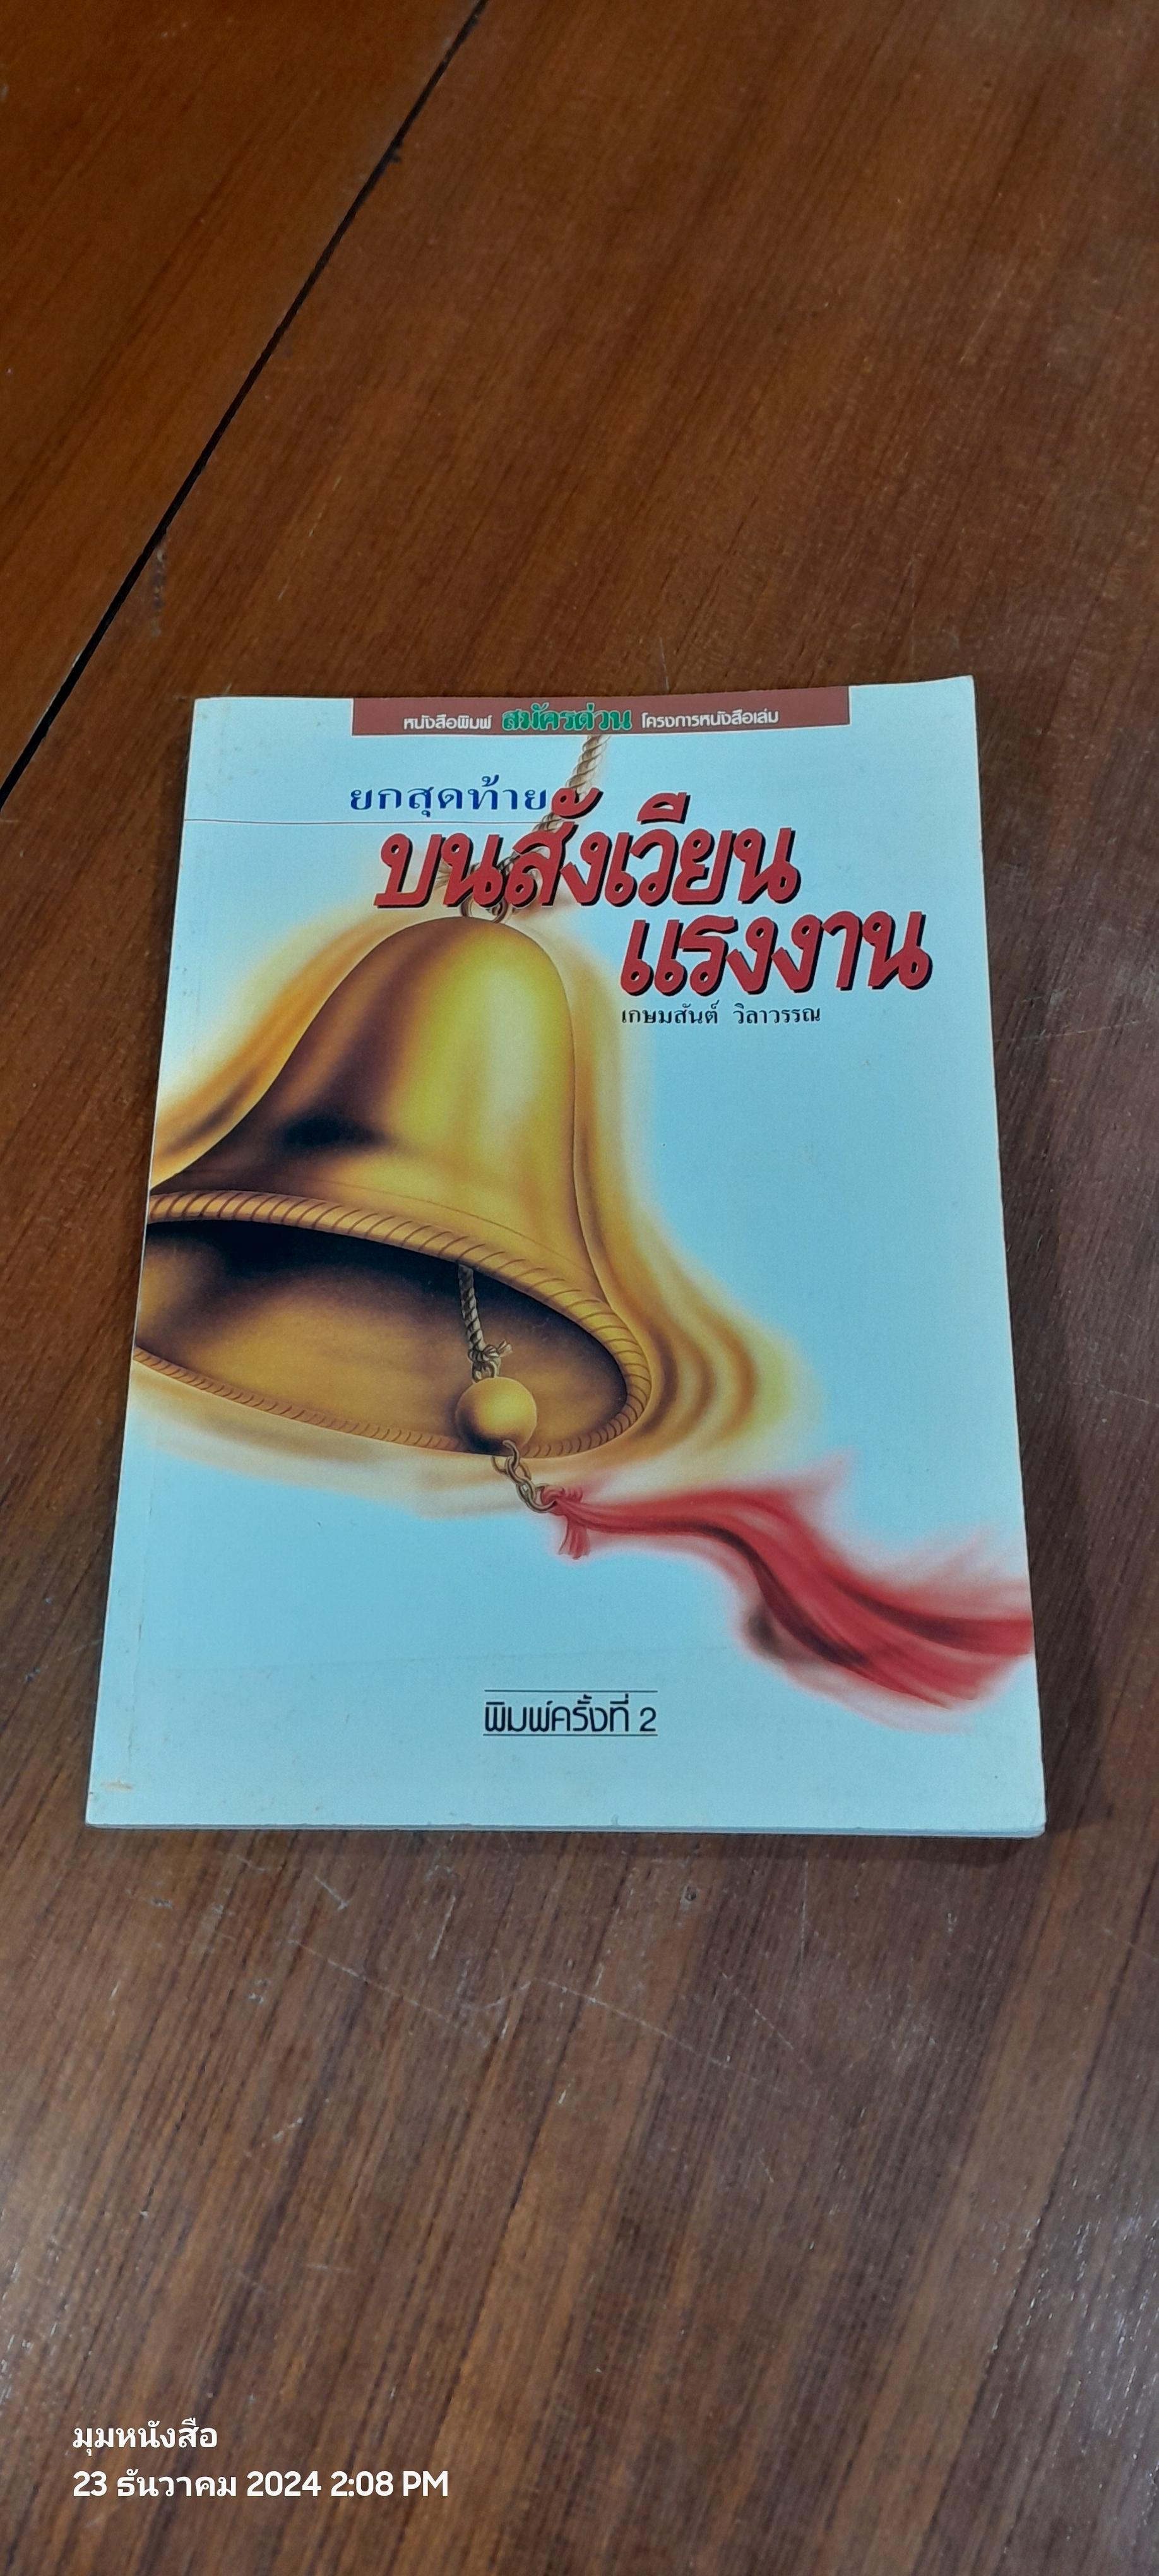 หนังสือพิมพ์ สมัครด่วน โครงการหนังสือเล่ม
ยกสุดท้าย
บนสังเวียน
แรงงาน
เกษมสันต์ วิลาวรรณ
พิมพ์ครั้งที่ 2
มุมหนังสือ
23 ธันวาคม 2024 2:08 PM